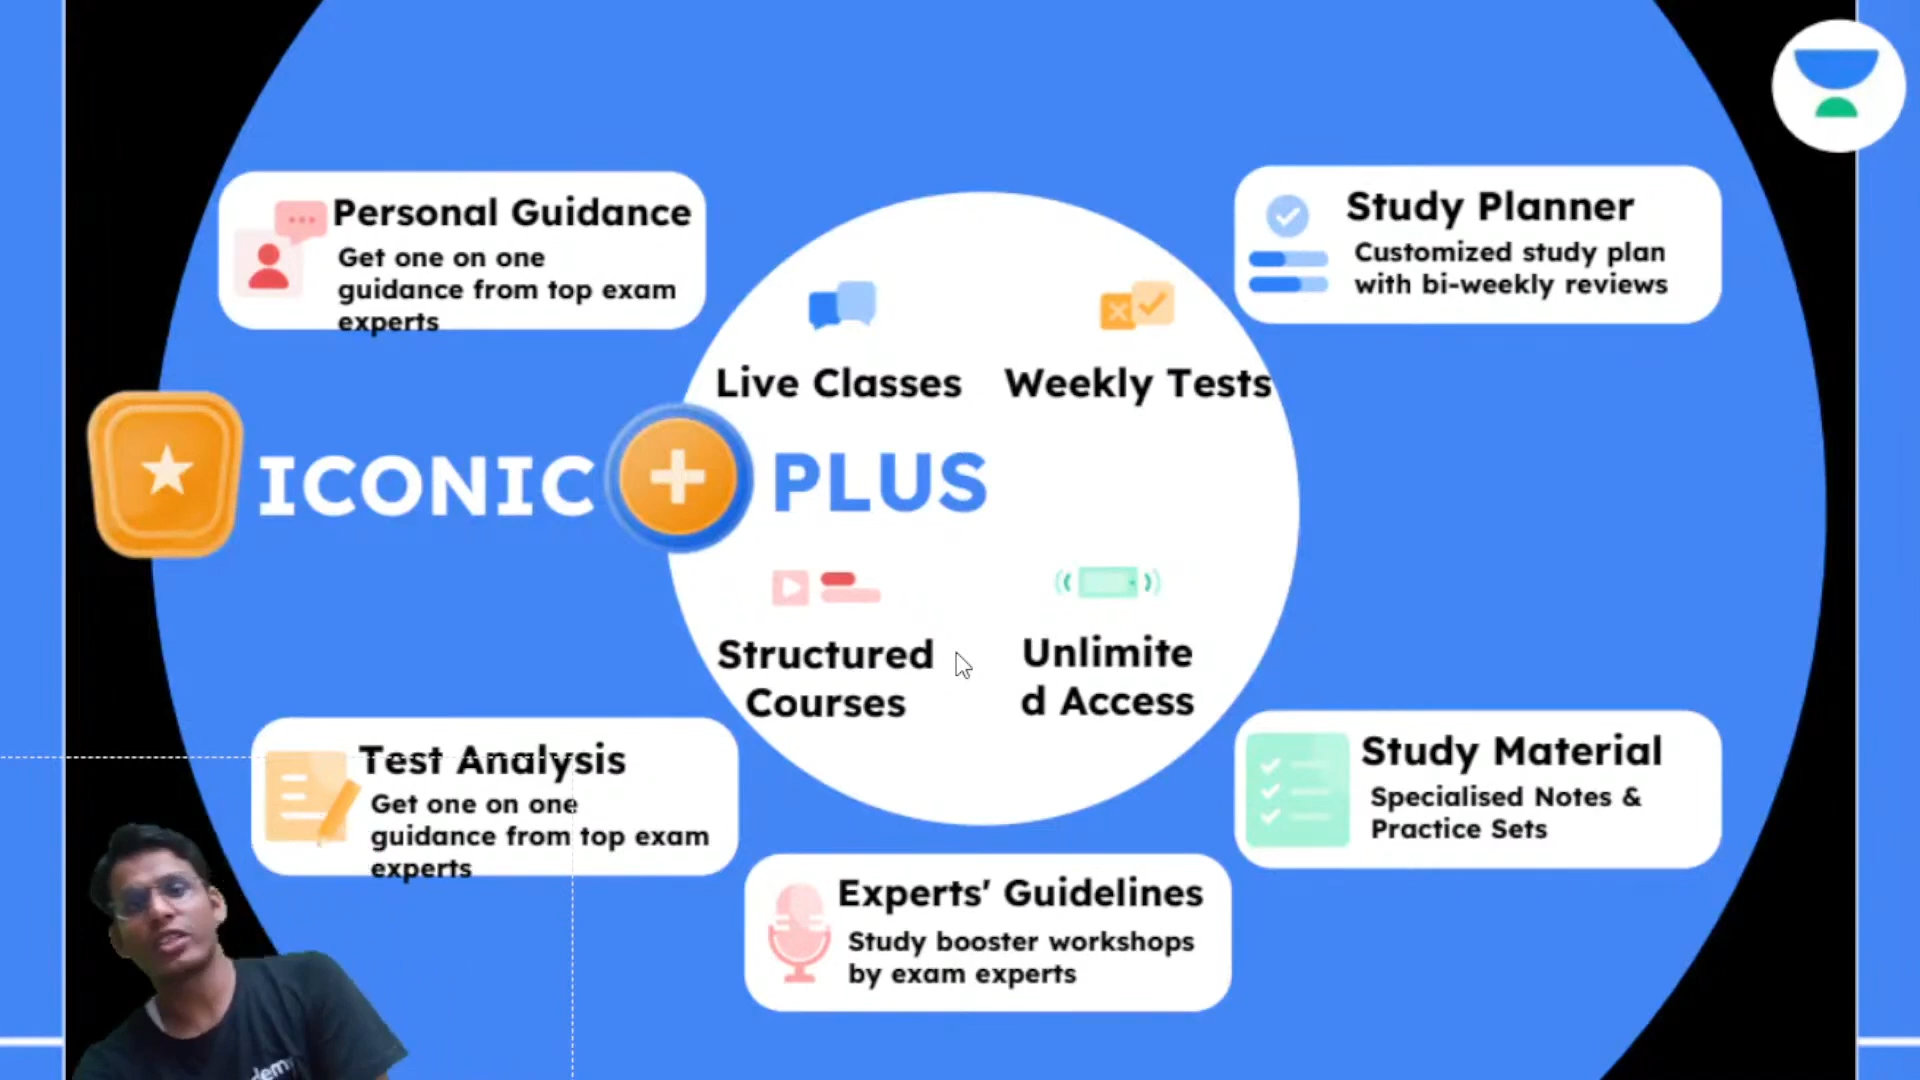 Personal Guidance
Get one on one
guidance from top exam
experts
Study Planner
Customized study plan
with bi-weekly reviews
Live Classes
Weekly Tests
ICONIC
PLUS
Structured
Courses
Unlimite
d Access
Test Analysis
Get one on one
guidance from top exam
experts
Study Material
Specialised Notes &
Practice Sets
Experts' Guidelines
Study booster workshops
by exam experts